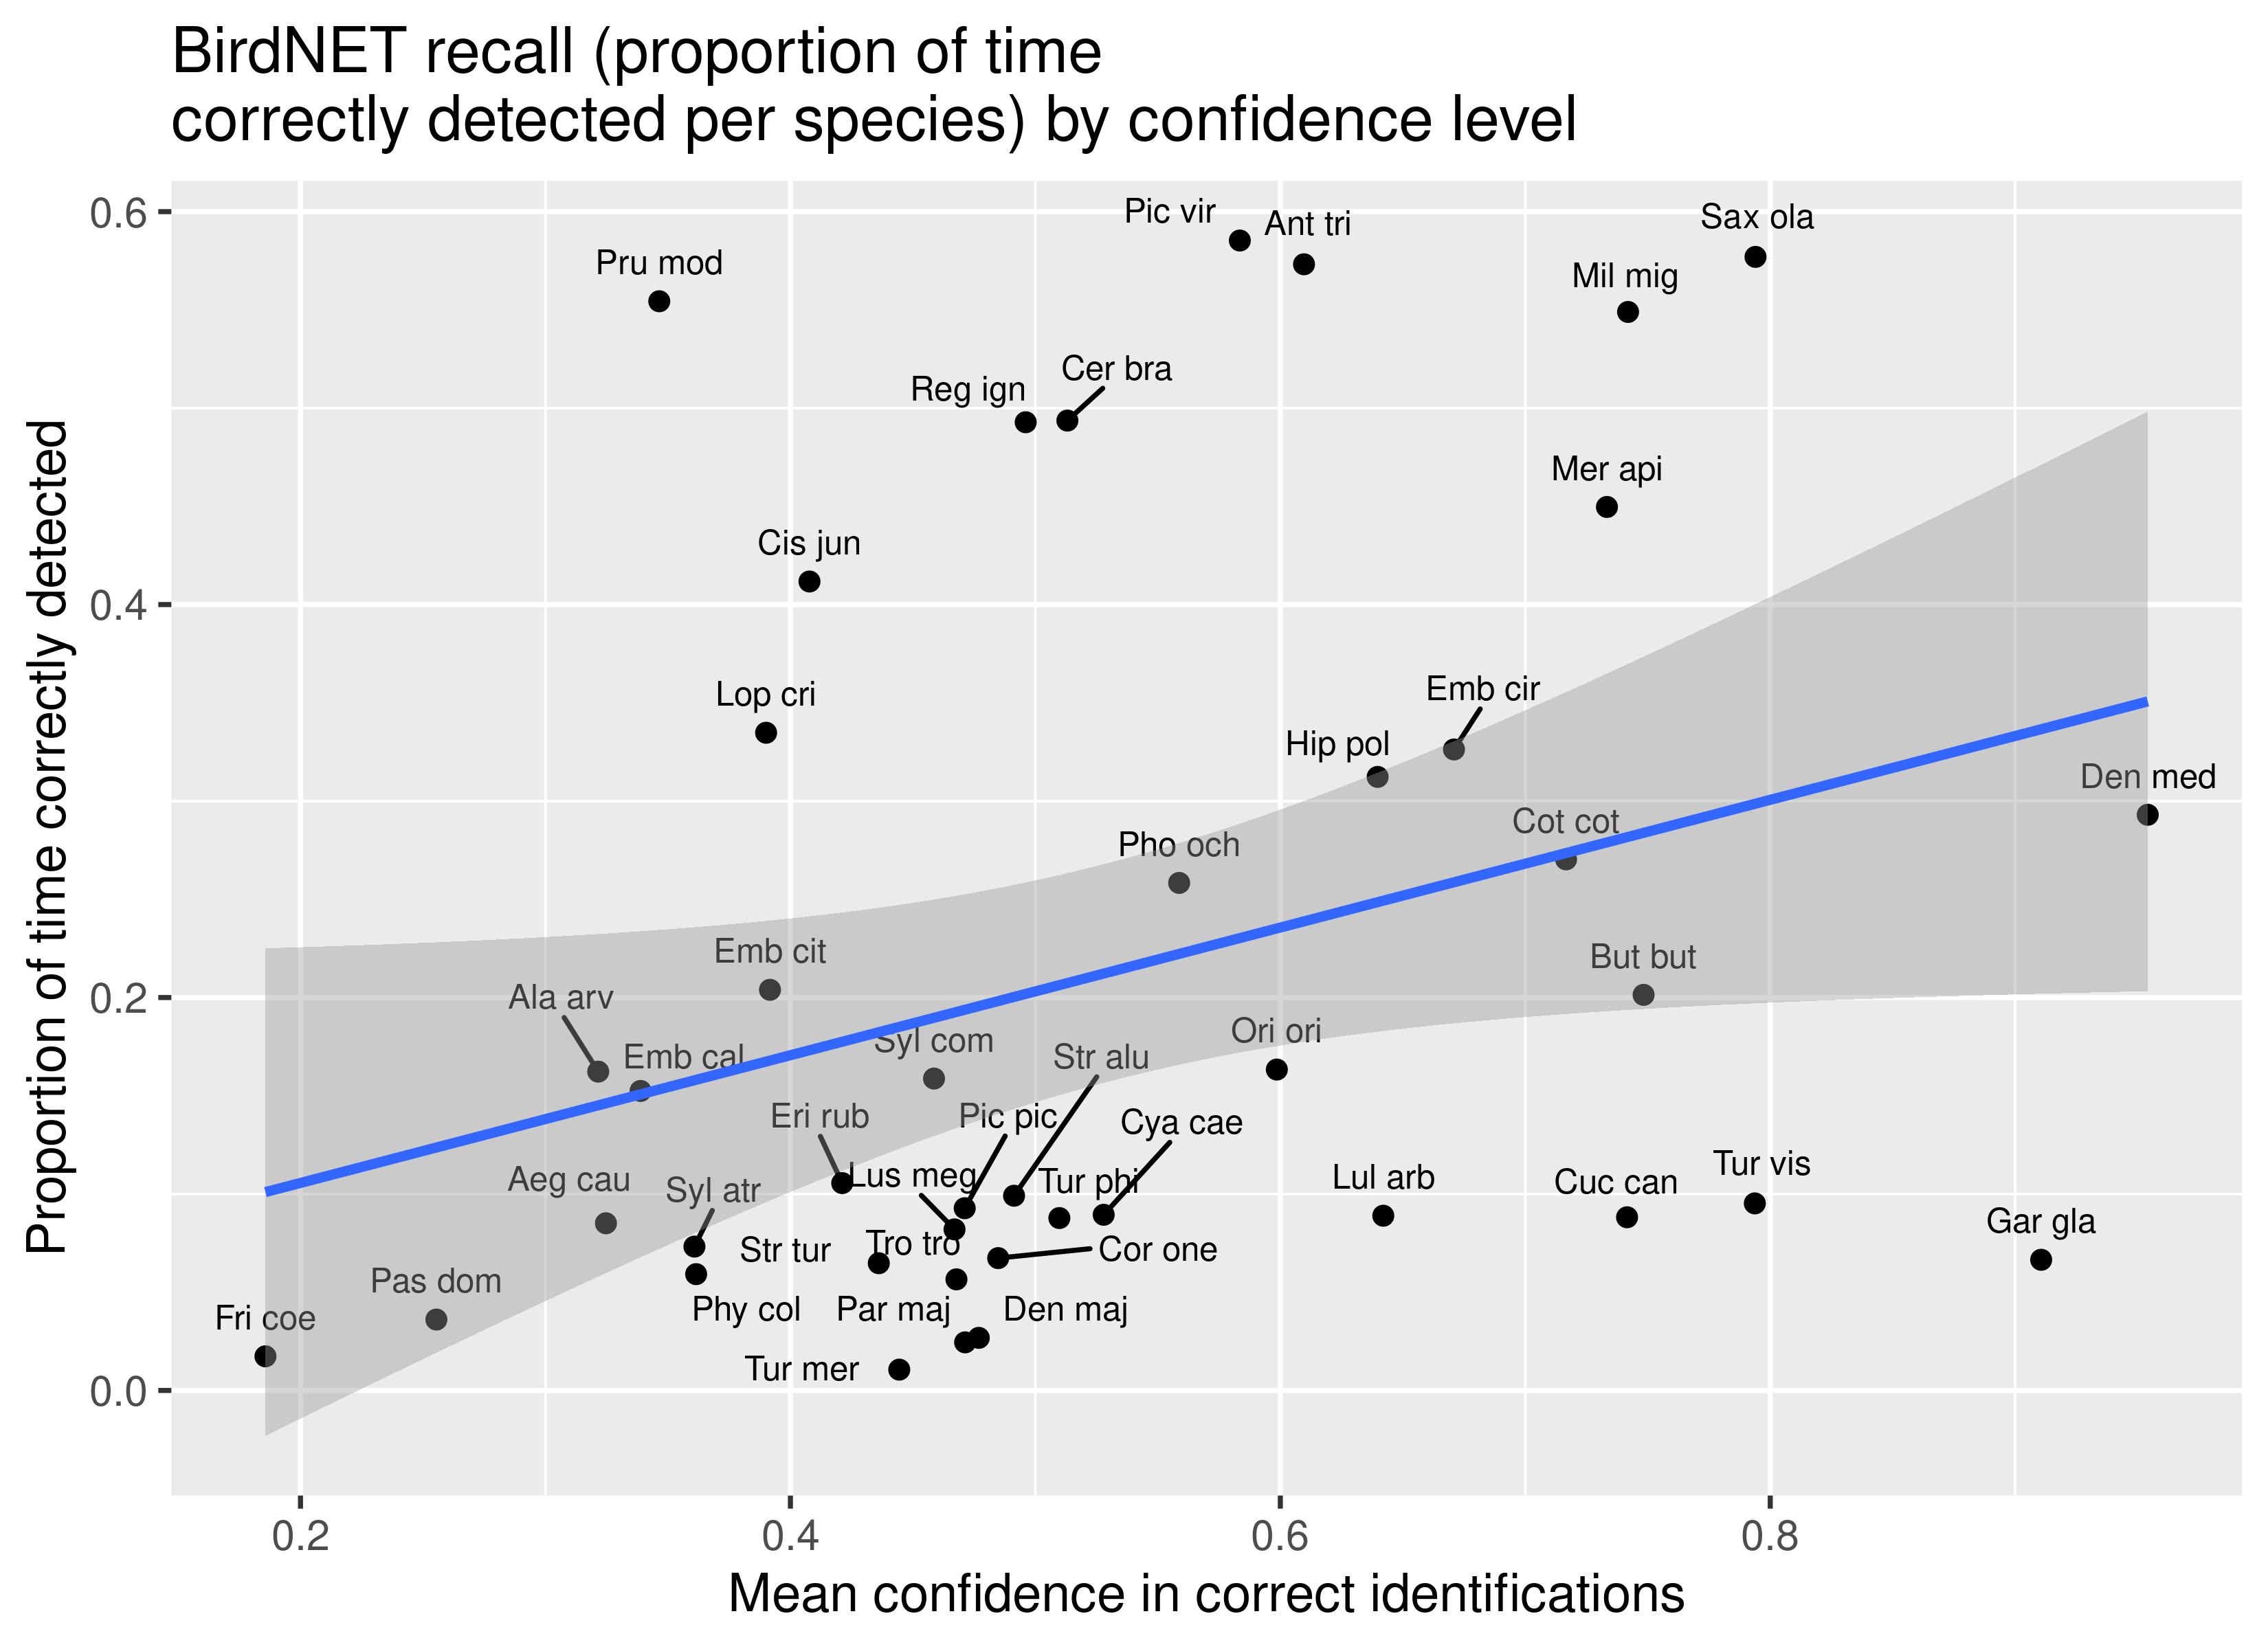 BirdNET recall (proportion of time
correctly detected per species) by confidence level
Proportion of time correctly detected
0.6
0.4
0.2
0.0
Pic vir
Ant tri
Sax ola
Pru mod
Mil mig
Cer bra
Reg ign
Mer api
Cis jun
Emb cir
Lop cri
Hip pol
Den med
Cot cot
Pho och
Emb cit
But but
Ala arv
Ori ori
Syl com
Emb cal
Str alu
Eri rub
Pic pic
Cya cae
Tur vis
Lus meg
Lul arb
Aeg cau
Tur phi
Cuc can
Syl atr
Gar gla
Tro tro
Str tur
Cor one
Pas dom
Phy col
Par maj
Den maj
Fri coe
Tur mer
0.2
0.4
0.6
0.8
Mean confidence in correct identifications